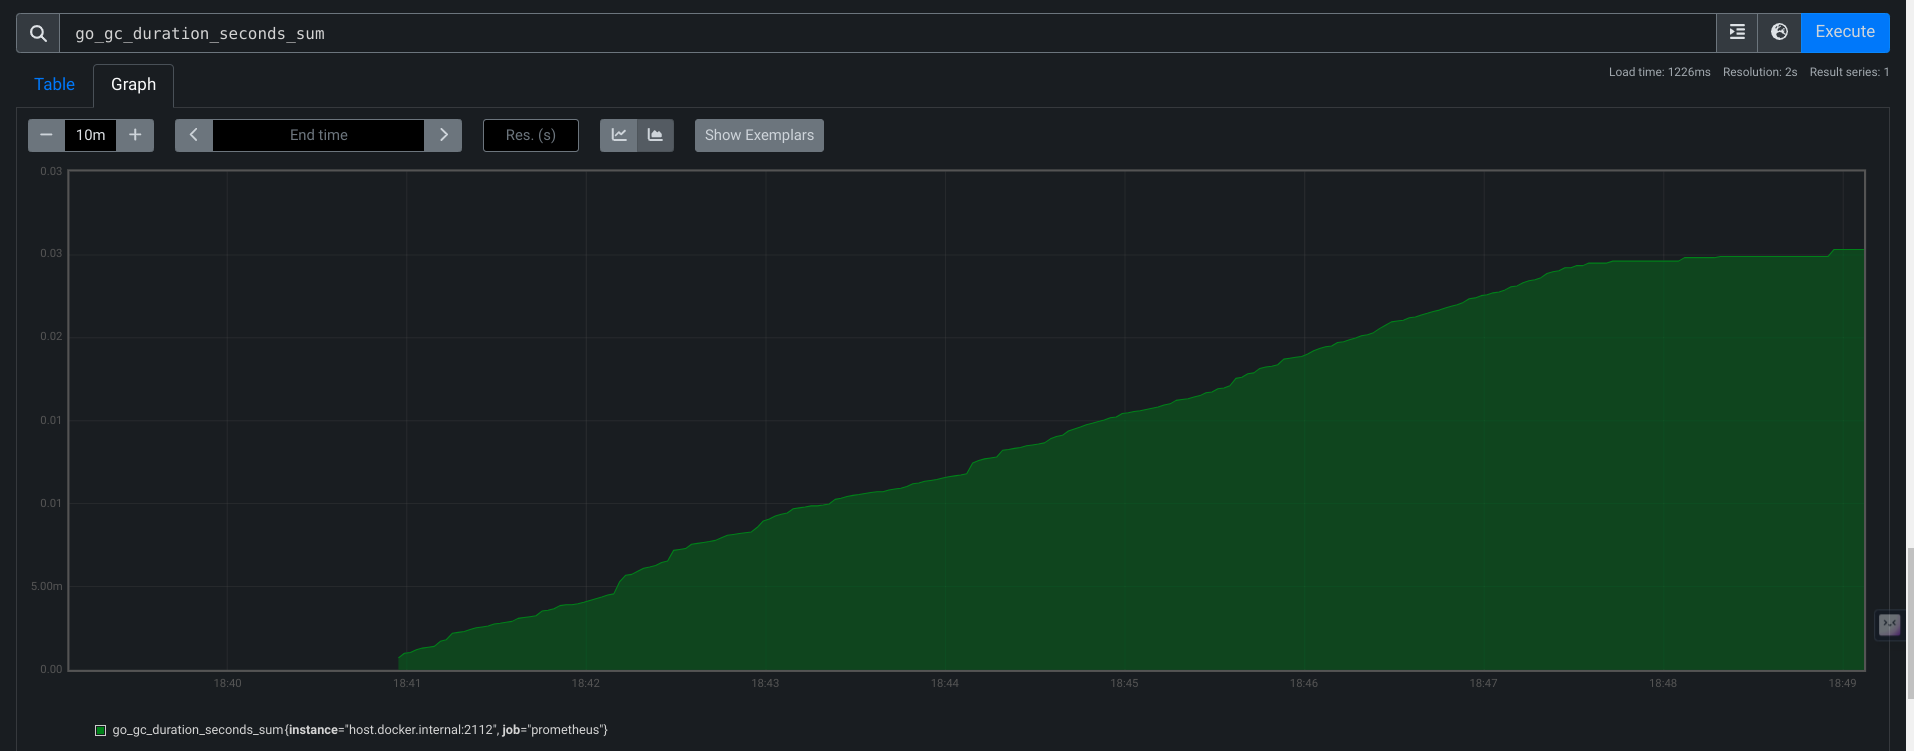 go_gc_duration_seconds_sum
Execute
Table
Graph
Load time: 1226ms Resolution: 2s Result series: 1
10m
End time
Res. (s)
Show Exemplars
0.03
0.03
0.02
0.01
0.01
5.00m
0.00
18:40 18:41 18:42 18:43 18:44 18:45 18:46 18:47 18:48 18:49
go_gc_duration_seconds_sum{instance="host.docker.internal:2112", job="prometheus"}